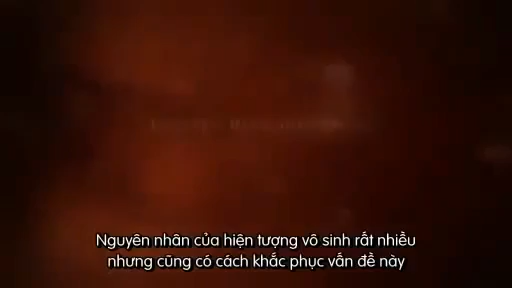 Nguyên nhân của hiện tượng vô sinh rất nhiều
nhưng cũng có cách khắc phục vấn đề này